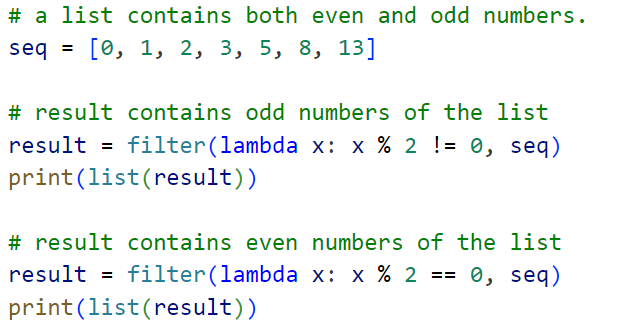 # a list contains both even and odd numbers.
seq = [0, 1, 2, 3, 5, 8, 13]
# result contains odd numbers of the list
result = filter(lambda x: x % 2 != 0, seq)
print(list(result))
# result contains even numbers of the list
result = filter(lambda x: x % 2 == 0, seq)
print(list(result))